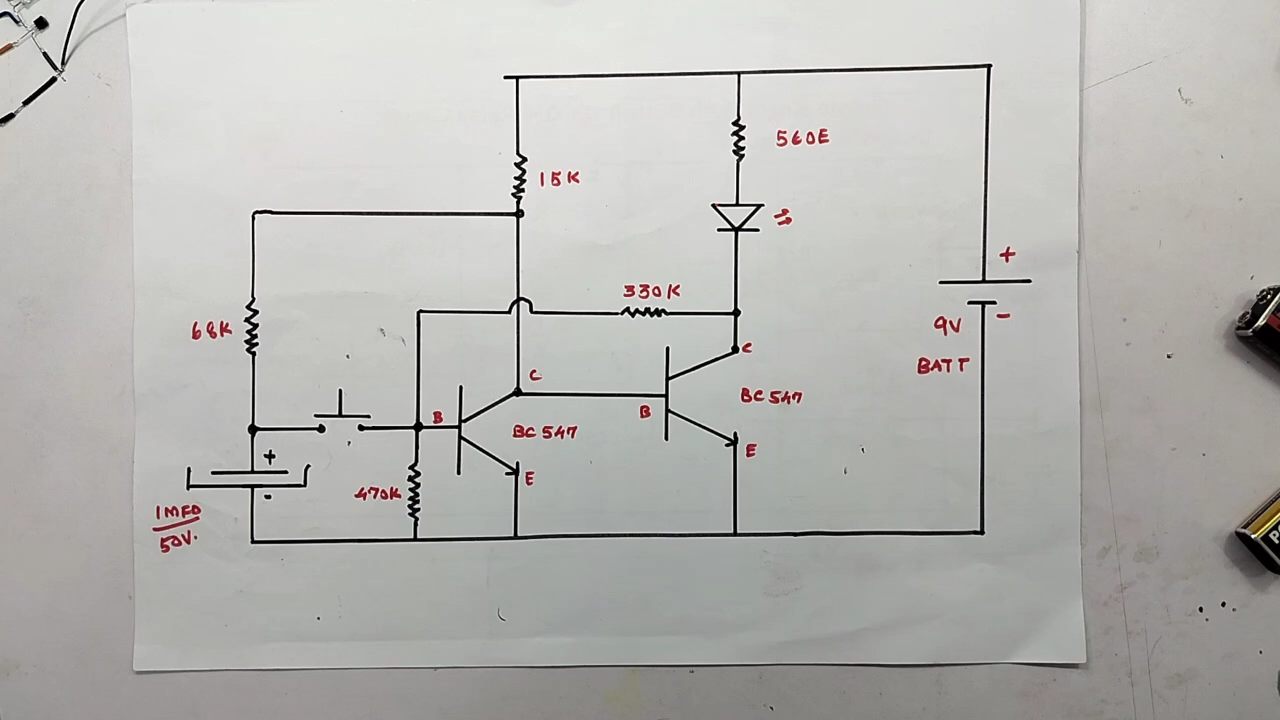 560E
15K
330K
68K
+
-
9V
BATT
C
C
B
B
BC 547
BC 547
E
E
+
-
470K
1MFD
50V.